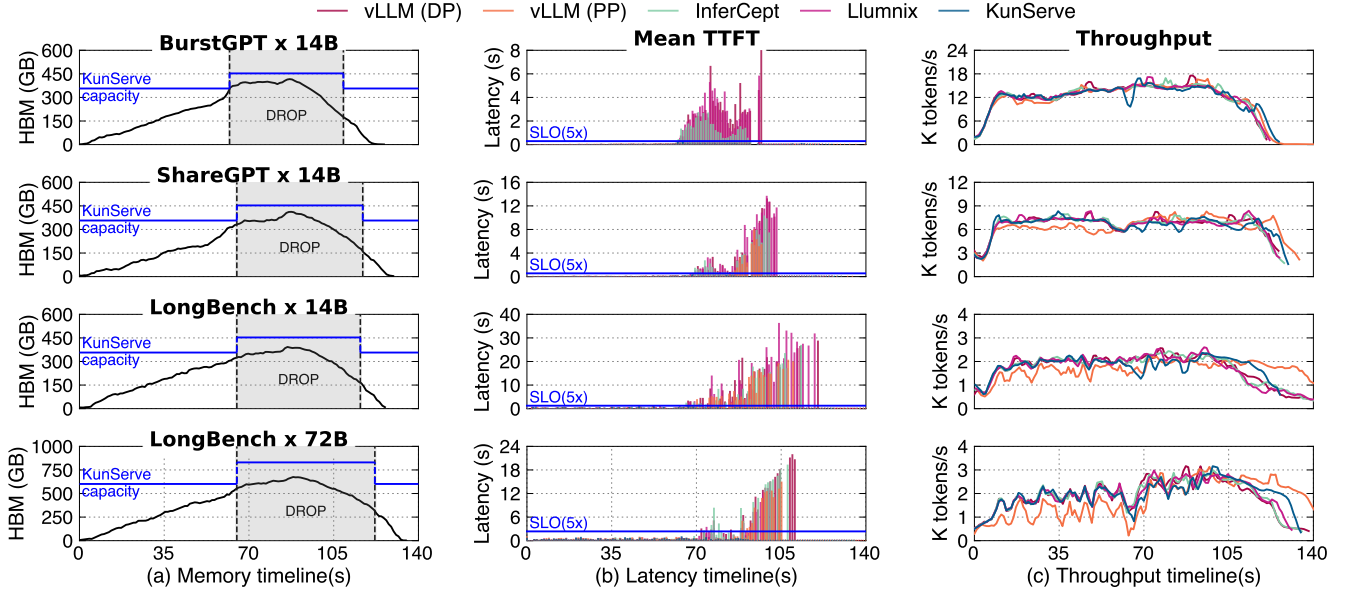 vLLM (DP) vLLM (PP) InferCept Llumnix KunServe
BurstGPT x 14B Mean TTFT Throughput
HBM (GB) 600 450 300 150 0
KunServe
capacity
DROP
Latency (s) 8 6 4 2 0
SLO(5x)
K tokens/s 24 18 12 6 0
ShareGPT x 14B
HBM (GB) 600 450 300 150 0
KunServe
capacity
DROP
Latency (s) 16 12 8 4 0
SLO(5x)
K tokens/s 12 9 6 3 0
LongBench x 14B
HBM (GB) 600 450 300 150 0
KunServe
capacity
DROP
Latency (s) 40 30 20 10 0
SLO(5x)
K tokens/s 4 3 2 1 0
LongBench x 72B
HBM (GB) 1000 750 500 250 0
KunServe
capacity
DROP
Latency (s) 24 18 12 6 0
SLO(5x)
K tokens/s 4 3 2 1 0
0 35 70 105 140 0 35 70 105 140 0 35 70 105 140
(a) Memory timeline(s) (b) Latency timeline(s) (c) Throughput timeline(s)